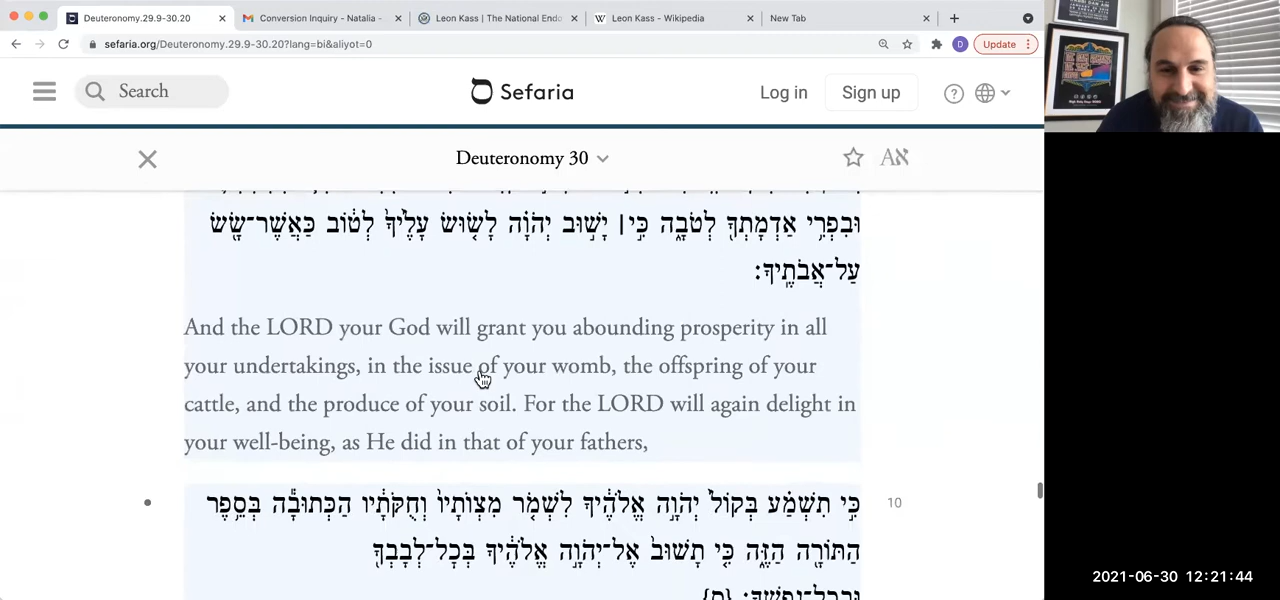 Deuteronomy.29.9-30.20
Conversion Inquiry - Natalia -
Leon Kass | The National Endo
Leon Kass - Wikipedia
New Tab
sefaria.org/Deuteronomy.29.9-30.20?lang=bi&aliyot=0
D
Update
Search
Sefaria
Log in
Sign up
Deuteronomy 30
וּבִפְרִ֥י אַדְמָתְךָ֖ לְטֹבָ֑ה כִּ֣י ׀ יָשׁ֣וּב יְהֹוָ֗ה לָשׂ֤וּשׂ עָלֶ֙יךָ֙ לְט֔וֹב כַּאֲשֶׁר־שָׂ֖שׂ
עַל־אֲבֹתֶֽיךָ׃
And the LORD your God will grant you abounding prosperity in all
your undertakings, in the issue of your womb, the offspring of your
cattle, and the produce of your soil. For the LORD will again delight in
your well-being, as He did in that of your fathers,
כִּ֣י תִשְׁמַ֗ע בְּקוֹל֙ יְהֹוָ֣ה אֱלֹהֶ֔יךָ לִשְׁמֹ֤ר מִצְוֺתָיו֙ וְחֻקֹּתָ֔יו הַכְּתוּבָ֕ה בְּסֵ֥פֶר
10
הַתּוֹרָ֖ה הַזֶּ֑ה כִּ֤י תָשׁוּב֙ אֶל־יְהֹוָ֣ה אֱלֹהֶ֔יךָ בְּכׇל־לְבָבְךָ֖
וּבְכׇל־נַפְשֶֽׁךָ׃ {ס}
2021-06-30 12:21:44